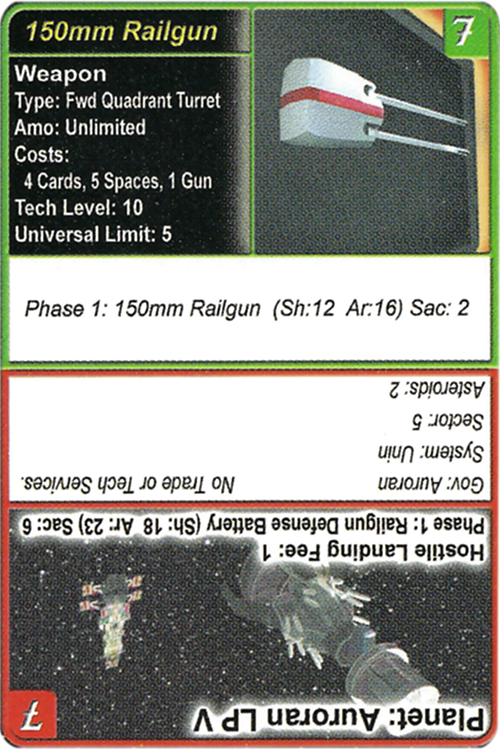 150mm Railgun
7
Weapon
Type: Fwd Quadrant Turret
Amo: Unlimited
Costs:
4 Cards, 5 Spaces, 1 Gun
Tech Level: 10
Universal Limit: 5
Phase 1: 150mm Railgun (Sh:12 Ar:16) Sac: 2
Planet: Auroran LP V
7
Hostile Landing Fee: 1
Phase 1: Railgun Defense Battery (Sh: 18 Ar: 23) Sac: 6
Gov: Auroran No Trade or Tech Services.
System: Unin
Sector: 5
Asteroids: 2